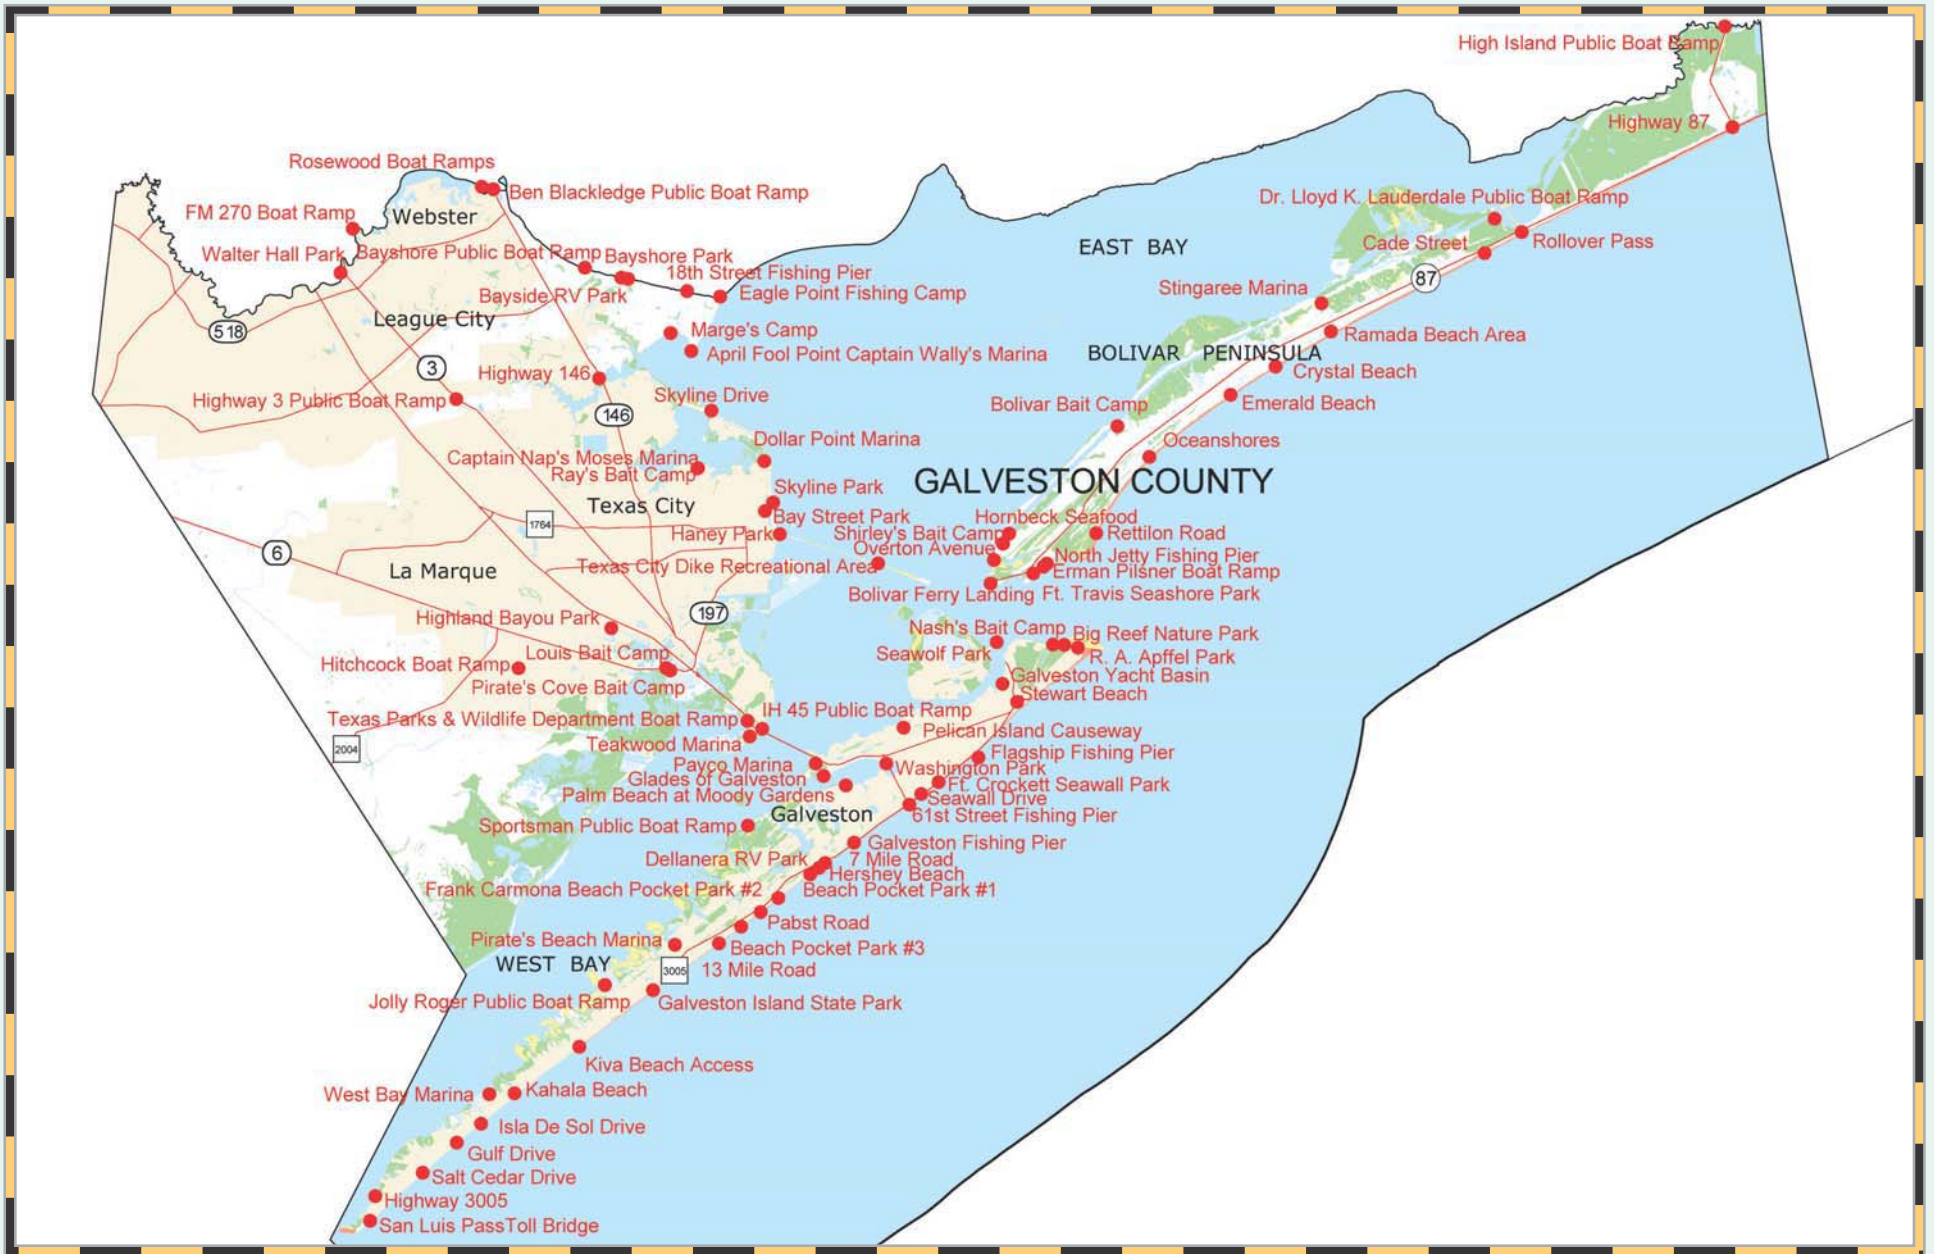 High Island Public Boat Ramp
Highway 87
Rosewood Boat Ramps
Ben Blackledge Public Boat Ramp
Dr. Lloyd K. Lauderdale Public Boat Ramp
FM 270 Boat Ramp
Webster
Cade Street
Rollover Pass
EAST BAY
Walter Hall Park
Bayshore Public Boat Ramp
Bayshore Park
18th Street Fishing Pier
87
Stingaree Marina
Bayside RV Park
Eagle Point Fishing Camp
League City
518
Marge's Camp
Ramada Beach Area
April Fool Point Captain Wally's Marina
BOLIVAR PENINSULA
3
Highway 146
Crystal Beach
Skyline Drive
Highway 3 Public Boat Ramp
146
Bolivar Bait Camp
Emerald Beach
Dollar Point Marina
Oceanshores
Captain Nap's Moses Marina
Ray's Bait Camp
GALVESTON COUNTY
Skyline Park
Texas City
Bay Street Park
Hornbeck Seafood
1764
Haney Park
Shirley's Bait Camp
Rettilon Road
6
Overton Avenue
North Jetty Fishing Pier
La Marque
Texas City Dike Recreational Area
Erman Pilsner Boat Ramp
Bolivar Ferry Landing
Ft. Travis Seashore Park
197
Highland Bayou Park
Nash's Bait Camp
Big Reef Nature Park
Hitchcock Boat Ramp
Louis Bait Camp
Seawolf Park
R. A. Apffel Park
Pirate's Cove Bait Camp
Galveston Yacht Basin
Stewart Beach
Texas Parks & Wildlife Department Boat Ramp
IH 45 Public Boat Ramp
Pelican Island Causeway
2004
Teakwood Marina
Flagship Fishing Pier
Payco Marina
Washington Park
Glades of Galveston
Ft. Crockett Seawall Park
Palm Beach at Moody Gardens
Seawall Drive
Galveston
61st Street Fishing Pier
Sportsman Public Boat Ramp
Galveston Fishing Pier
Dellanera RV Park
7 Mile Road
Hershey Beach
Frank Carmona Beach Pocket Park #2
Beach Pocket Park #1
Pabst Road
Pirate's Beach Marina
Beach Pocket Park #3
WEST BAY
3005
13 Mile Road
Jolly Roger Public Boat Ramp
Galveston Island State Park
Kiva Beach Access
West Bay Marina
Kahala Beach
Isla De Sol Drive
Gulf Drive
Salt Cedar Drive
Highway 3005
San Luis PassToll Bridge